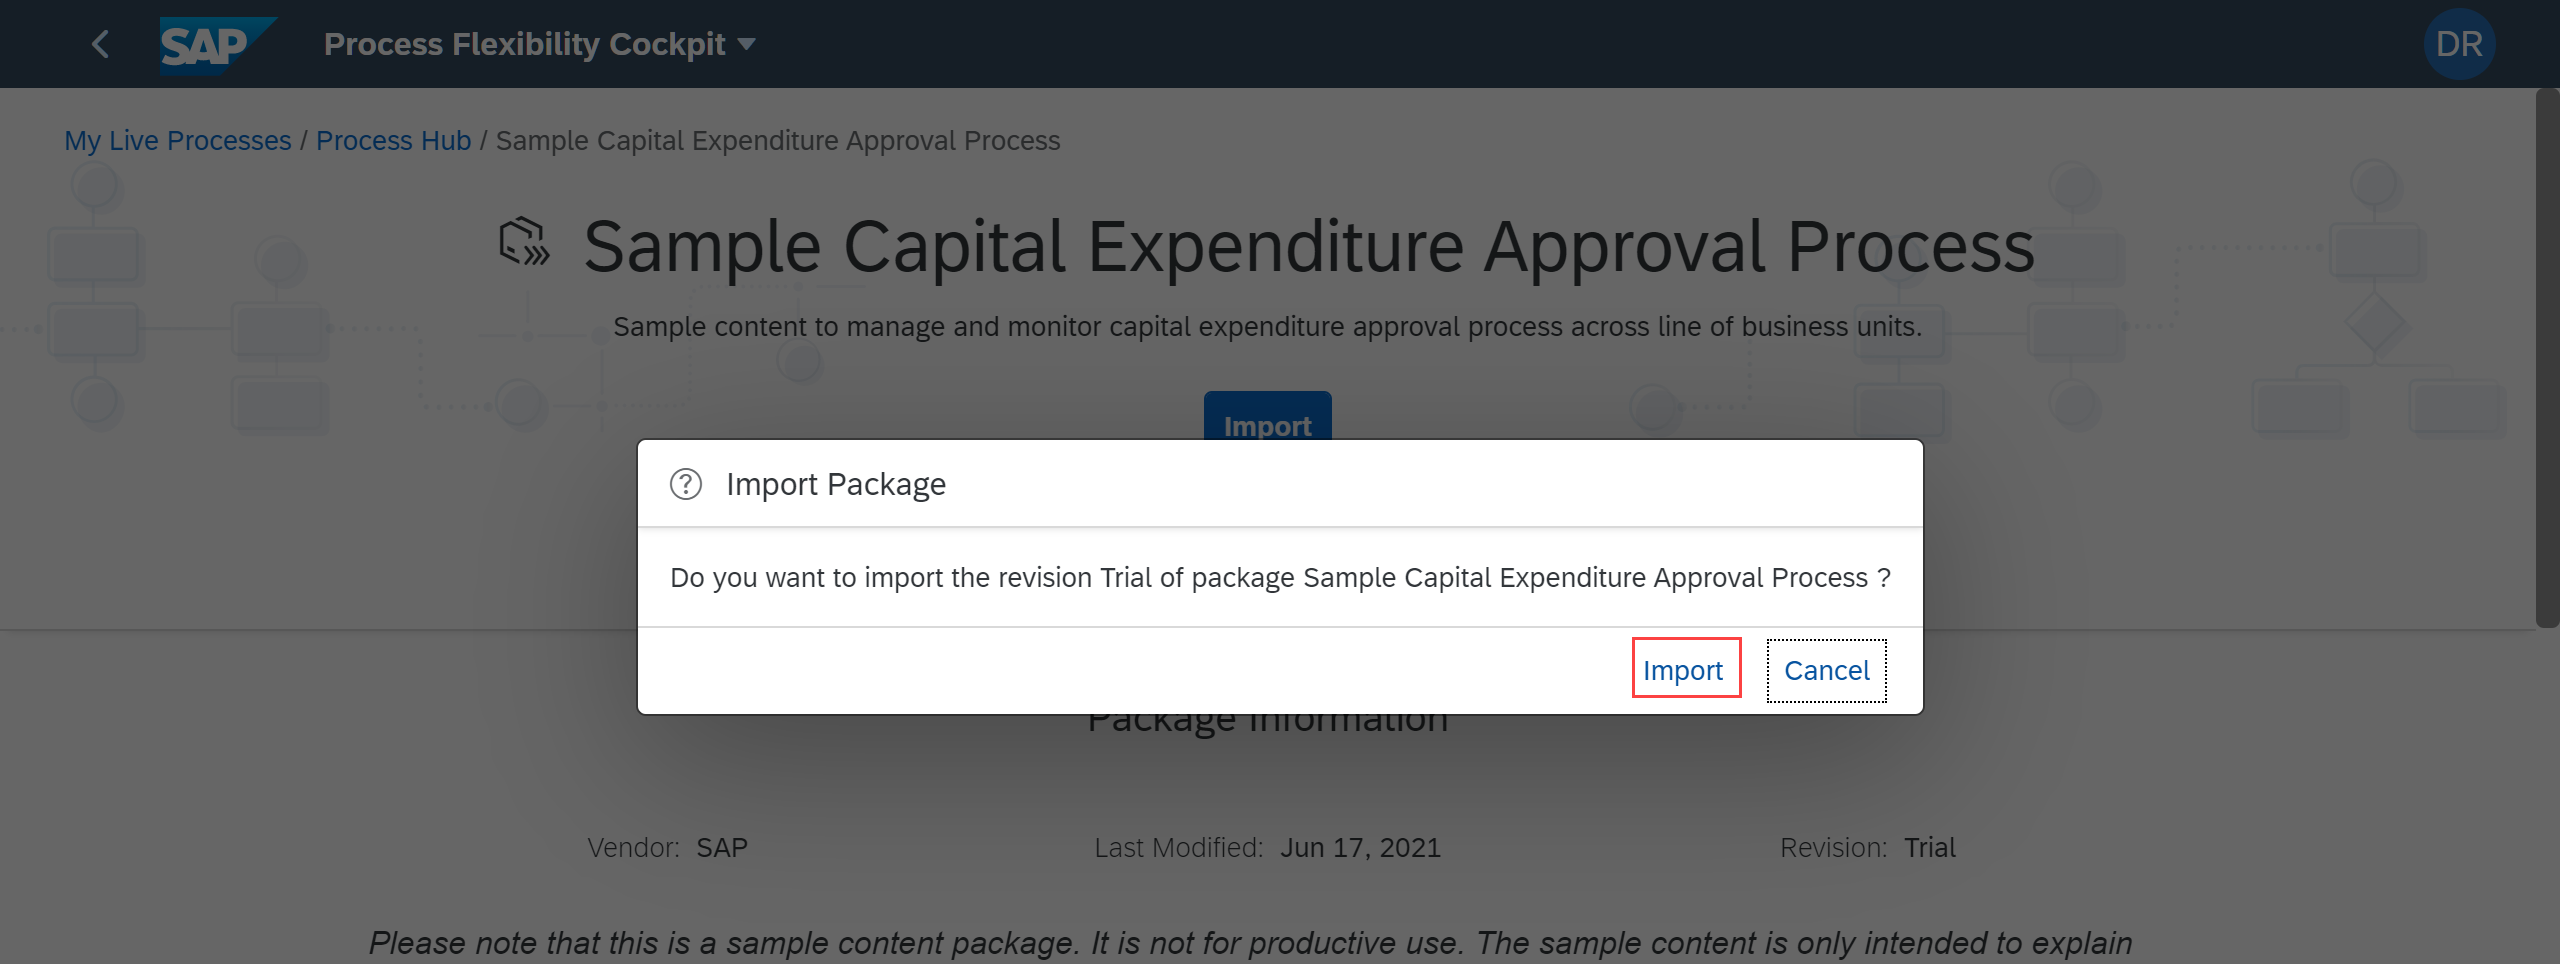 SAP
Process Flexibility Cockpit
DR
My Live Processes / Process Hub / Sample Capital Expenditure Approval Process
Sample Capital Expenditure Approval Process
Sample content to manage and monitor capital expenditure approval process across line of business units.
Import
Import Package
Do you want to import the revision Trial of package Sample Capital Expenditure Approval Process ?
Import Cancel
Package Information
Vendor: SAP Last Modified: Jun 17, 2021 Revision: Trial
Please note that this is a sample content package. It is not for productive use. The sample content is only intended to explain